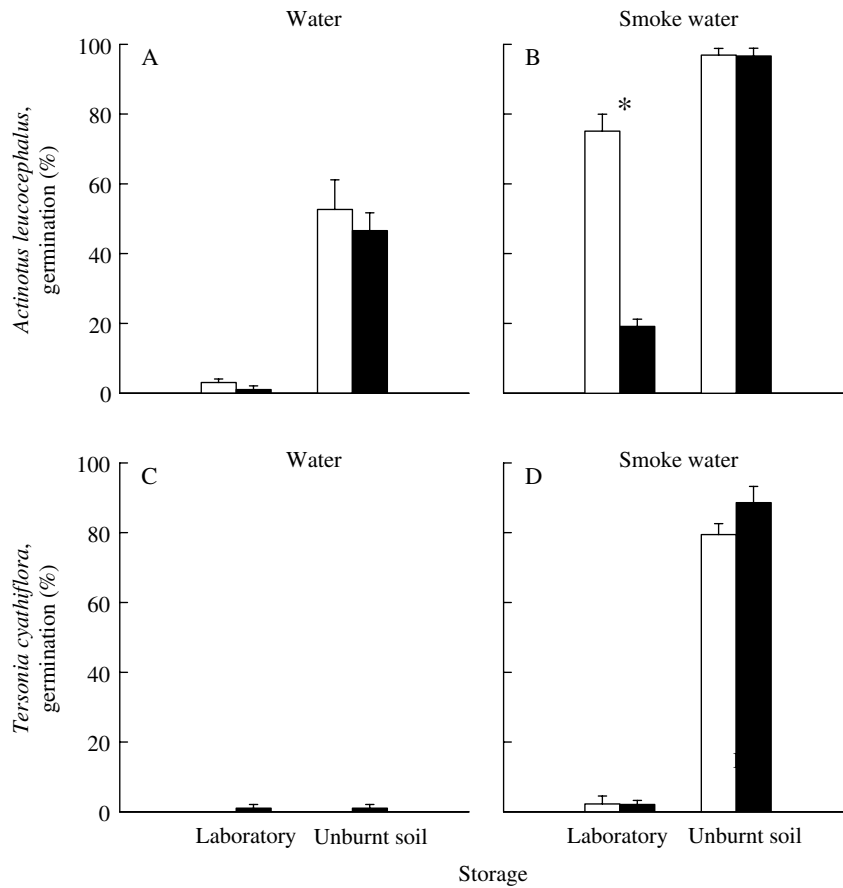 Water
Smoke water
A
B
*
100
80
60
40
20
0
Actinotus leucocephalus,
germination (%)
Water
Smoke water
C
D
100
80
60
40
20
0
Tersonia cyathiflora,
germination (%)
Laboratory Unburnt soil
Laboratory Unburnt soil
Storage